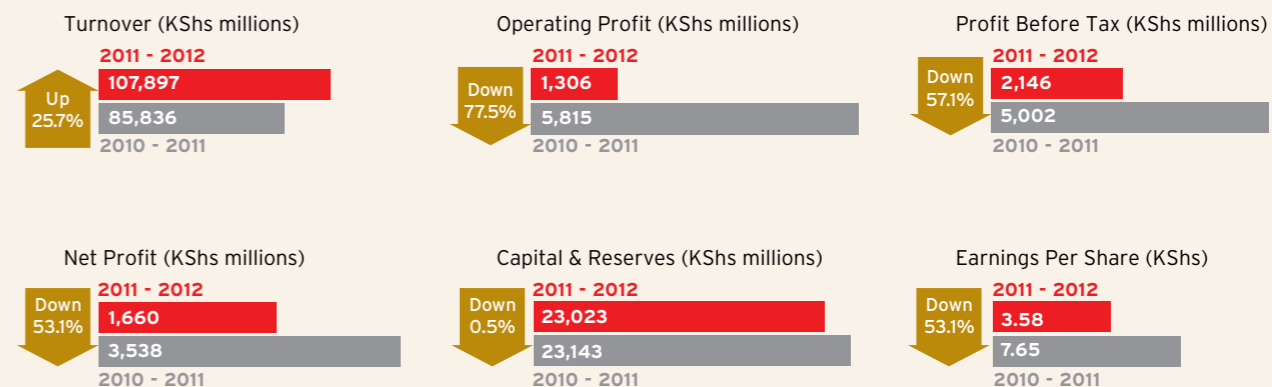 Turnover (KShs millions)
2011 - 2012
Up
25.7%
107,897
85,836
2010 - 2011
Operating Profit (KShs millions)
2011 - 2012
Down
77.5%
1,306
5,815
2010 - 2011
Profit Before Tax (KShs millions)
2011 - 2012
Down
57.1%
2,146
5,002
2010 - 2011
Net Profit (KShs millions)
2011 - 2012
Down
53.1%
1,660
3,538
2010 - 2011
Capital & Reserves (KShs millions)
2011 - 2012
Down
0.5%
23,023
23,143
2010 - 2011
Earnings Per Share (KShs)
2011 - 2012
Down
53.1%
3.58
7.65
2010 - 2011